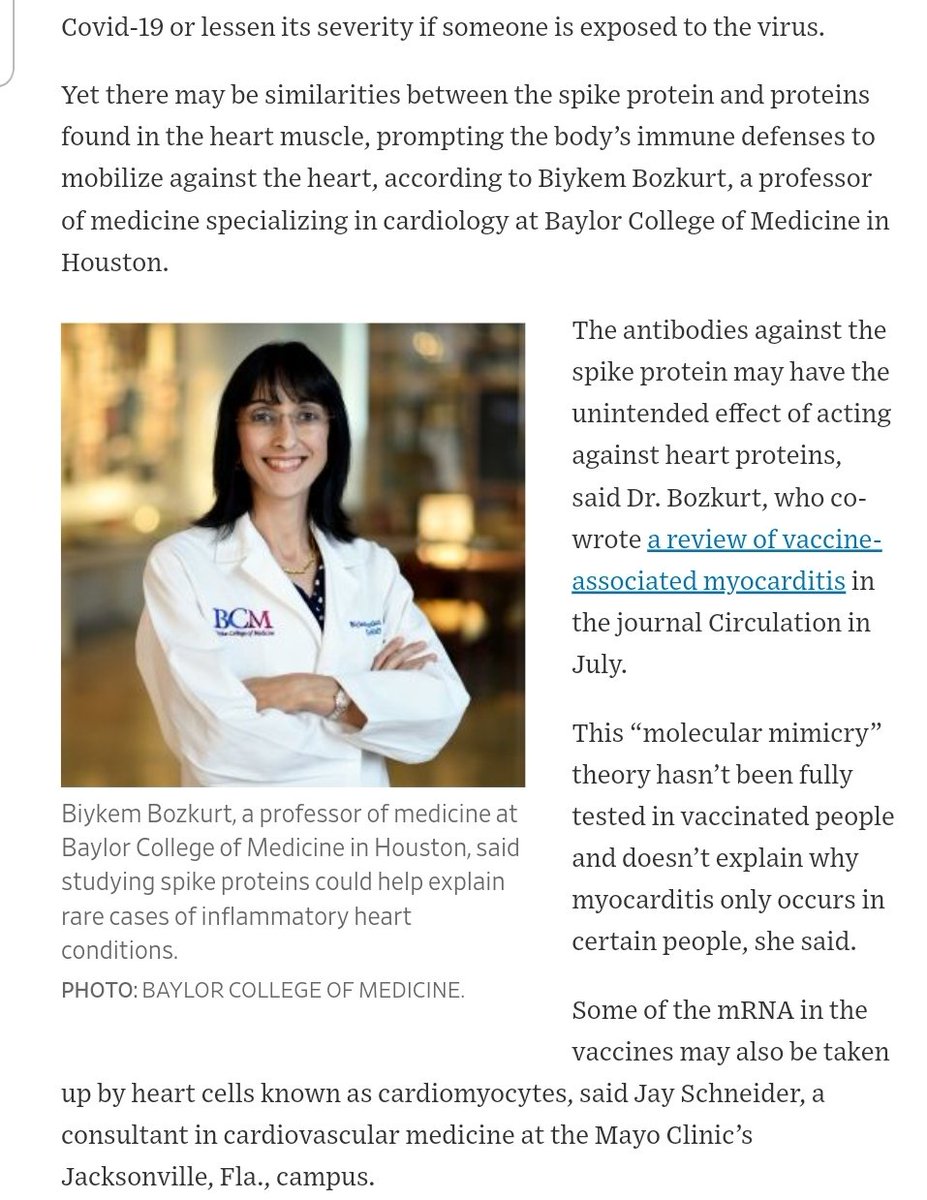 Covid-19 or lessen its severity if someone is exposed to the virus.
Yet there may be similarities between the spike protein and proteins
found in the heart muscle, prompting the body’s immune defenses to
mobilize against the heart, according to Biykem Bozkurt, a professor
of medicine specializing in cardiology at Baylor College of Medicine in
Houston.
BCM
Baylor College of Medicine
Biykem Bozkurt, a professor of medicine at
Baylor College of Medicine in Houston, said
studying spike proteins could help explain
rare cases of inflammatory heart
conditions.
PHOTO: BAYLOR COLLEGE OF MEDICINE.
The antibodies against the
spike protein may have the
unintended effect of acting
against heart proteins,
said Dr. Bozkurt, who co-
wrote a review of vaccine-
associated myocarditis in
the journal Circulation in
July.
This “molecular mimicry”
theory hasn’t been fully
tested in vaccinated people
and doesn’t explain why
myocarditis only occurs in
certain people, she said.
Some of the mRNA in the
vaccines may also be taken
up by heart cells known as cardiomyocytes, said Jay Schneider, a
consultant in cardiovascular medicine at the Mayo Clinic’s
Jacksonville, Fla., campus.